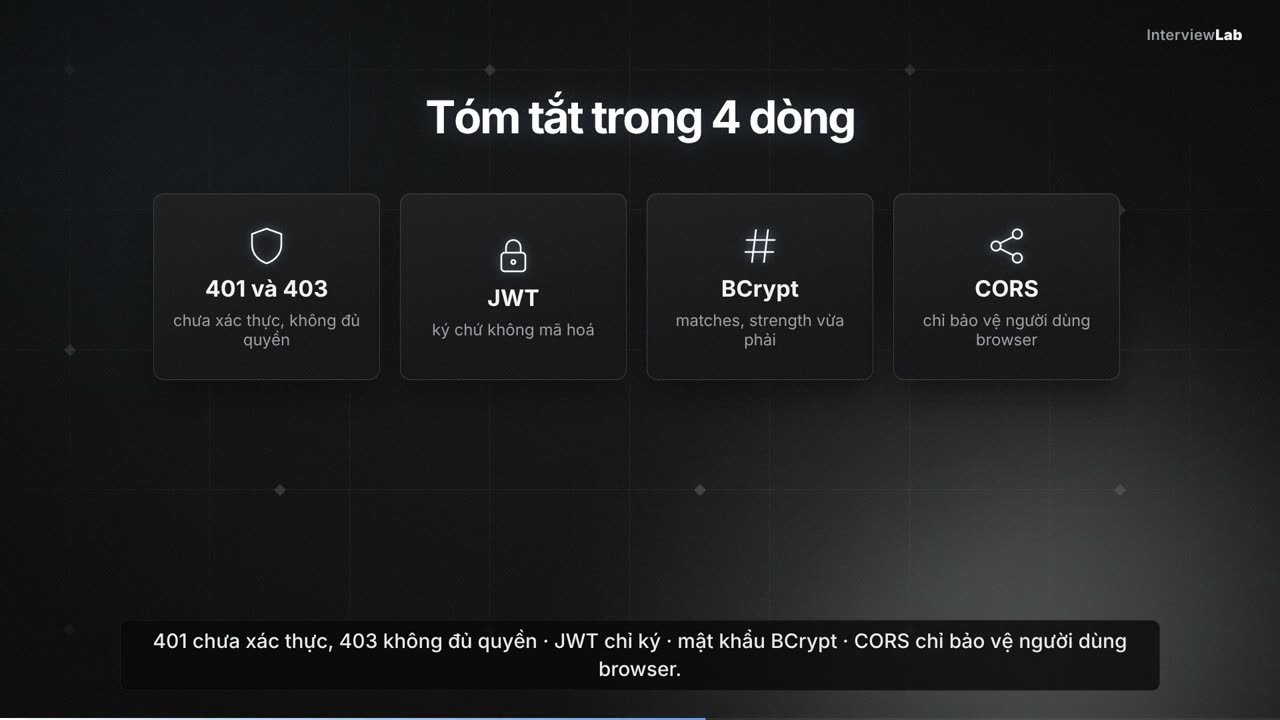 InterviewLab
Tóm tắt trong 4 dòng
401 và 403
chưa xác thực, không đủ
quyền
JWT
ký chứ không mã hoá
BCrypt
matches, strength vừa
phải
CORS
chỉ bảo vệ người dùng
browser
401 chưa xác thực, 403 không đủ quyền · JWT chỉ ký · mật khẩu BCrypt · CORS chỉ bảo vệ người dùng
browser.